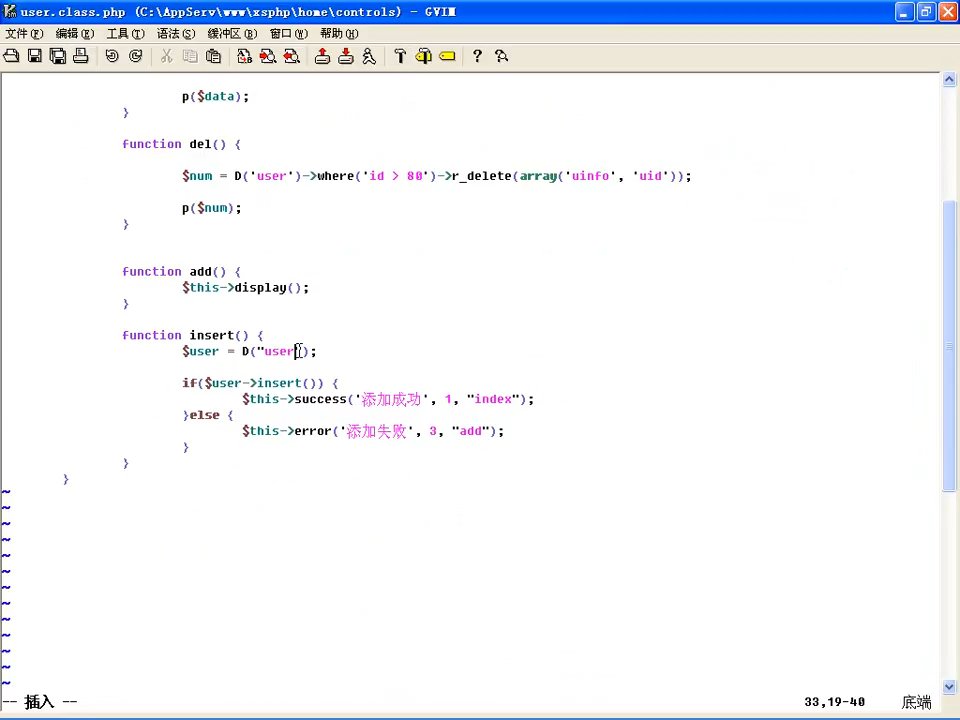 user.class.php (C:\AppServ\www\xsphp\home\controls) - GVIM
文件(F) 编辑(E) 工具(T) 语法(S) 缓冲区(B) 窗口(W) 帮助(H)
p($data);
}
function del() {
$num = D('user')->where('id > 80')->r_delete(array('uinfo', 'uid'));
p($num);
}
function add() {
$this->display();
}
function insert() {
$user = D("user");
if($user->insert()) {
$this->success('添加成功', 1, "index");
}else {
$this->error('添加失败', 3, "add");
}
}
}
~
~
~
~
~
~
~
~
~
~
~
~
~
-- 插入 -- 33,19-40 底端